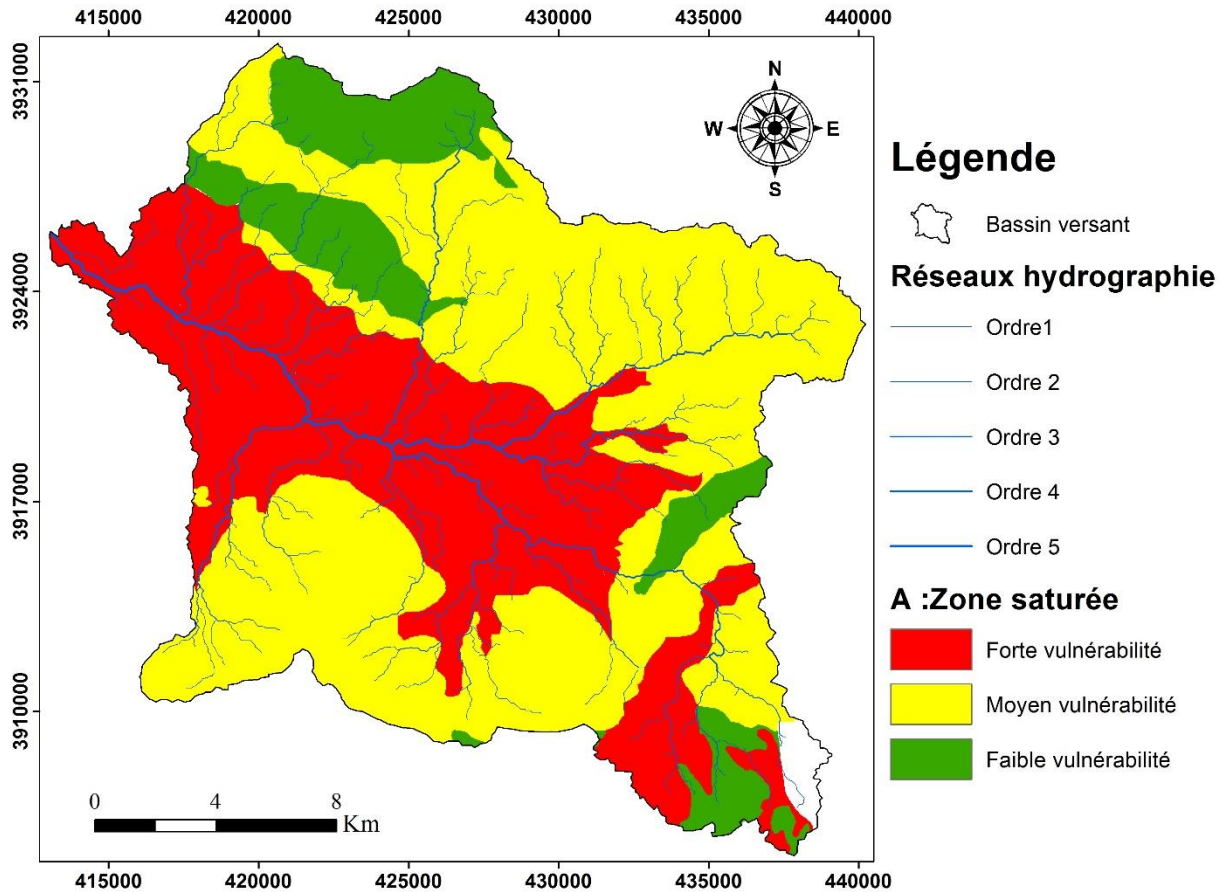 415000 420000 425000 430000 435000 440000
3931000
3924000
3917000
3910000
N
W E
S
0 4 8
Km
415000 420000 425000 430000 435000 440000
Légende
Bassin versant
Réseaux hydrographie
Ordre1
Ordre 2
Ordre 3
Ordre 4
Ordre 5
A :Zone saturée
Forte vulnérabilité
Moyen vulnérabilité
Faible vulnérabilité